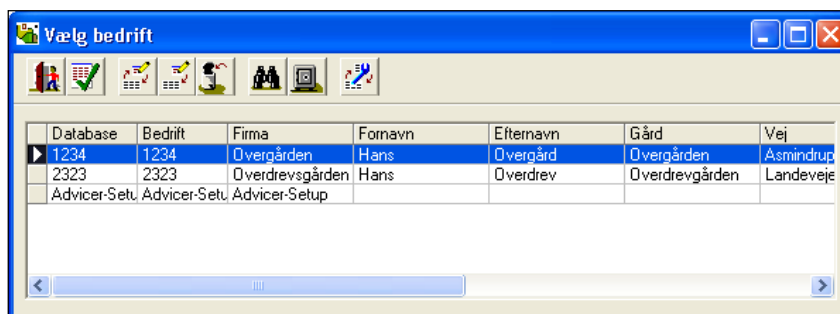 Vælg bedrift
Database Bedrift Firma Fornavn Efternavn Gård Vej
1234 1234 Overgården Hans Overgård Overgården Asmindrup
2323 2323 Overdrevsgården Hans Overdrev Overdrevgården Landeveje
Advicer-Setu Advicer-Setu Advicer-Setup